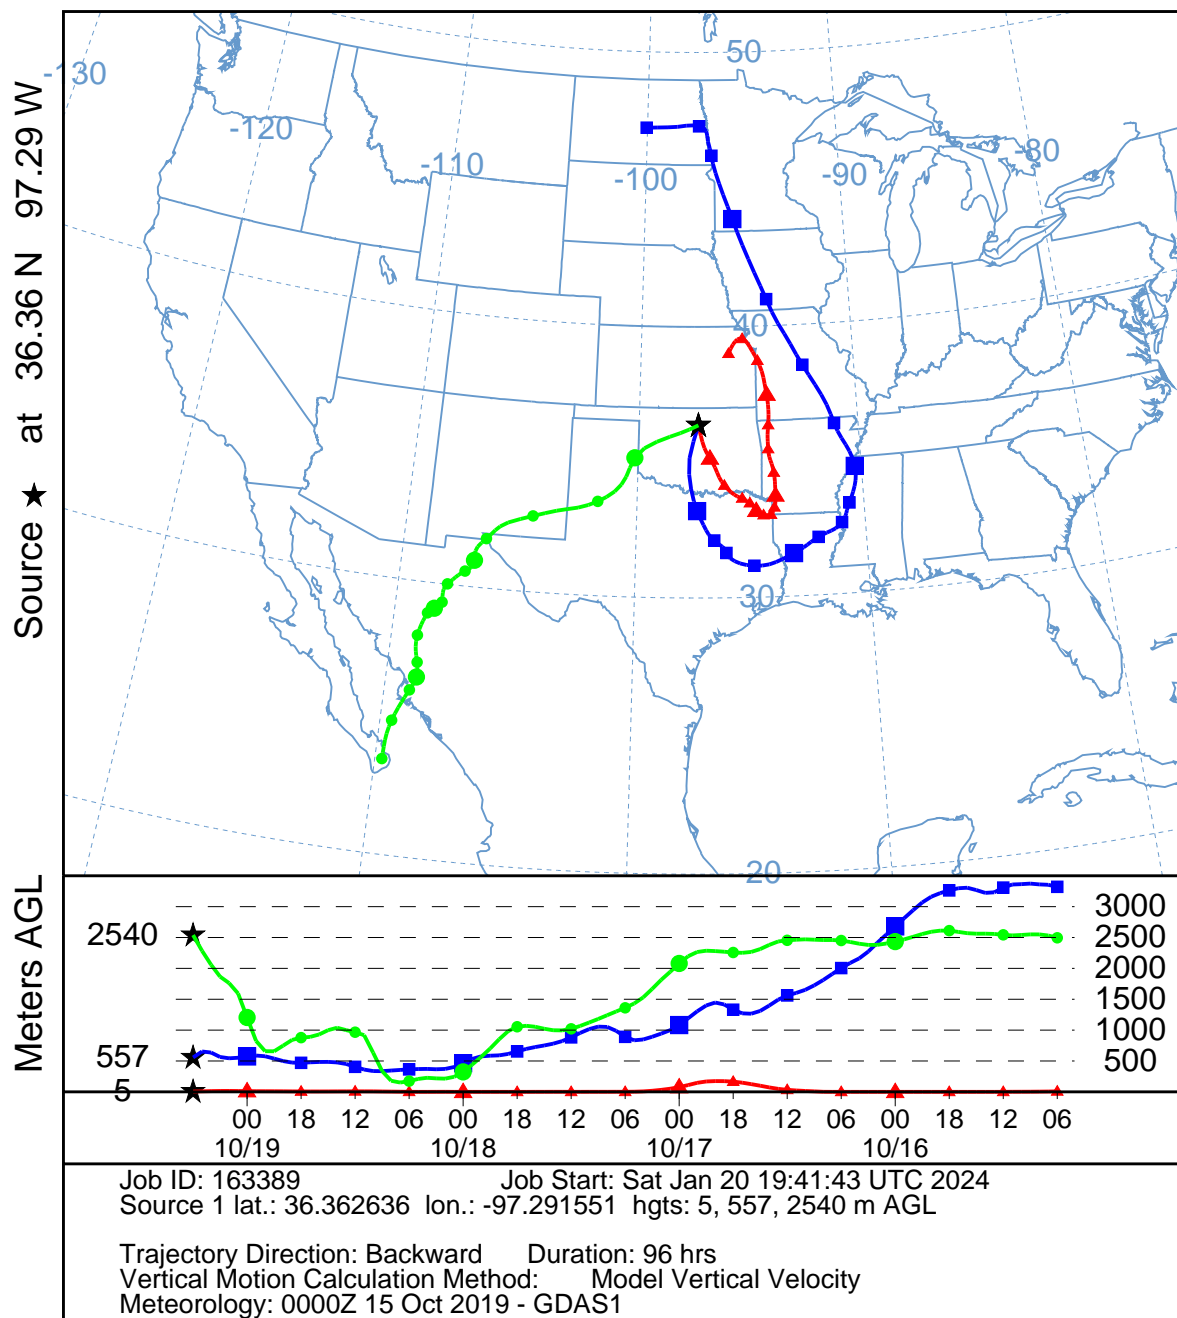 Source ★ at 36.36 N 97.29 W
-130
-120
-110
-100
-90
-80
50
40
30
20
Meters AGL
2540
557
5
3000
2500
2000
1500
1000
500
00 18 12 06 00 18 12 06 00 18 12 06 00 18 12 06
10/19 10/18 10/17 10/16
Job ID: 163389 Job Start: Sat Jan 20 19:41:43 UTC 2024
Source 1 lat.: 36.362636 lon.: -97.291551 hgts: 5, 557, 2540 m AGL
Trajectory Direction: Backward Duration: 96 hrs
Vertical Motion Calculation Method: Model Vertical Velocity
Meteorology: 0000Z 15 Oct 2019 - GDAS1